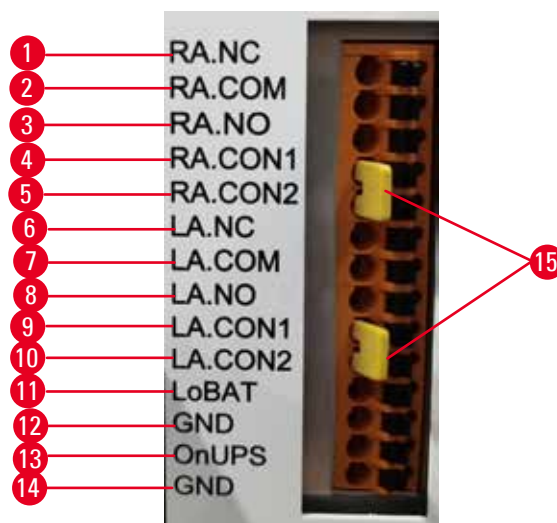 1 RA.NC
2 RA.COM
3 RA.NO
4 RA.CON1
5 RA.CON2
6 LA.NC
7 LA.COM
8 LA.NO
9 LA.CON1
10 LA.CON2
11 LoBAT
12 GND
13 OnUPS
14 GND
15